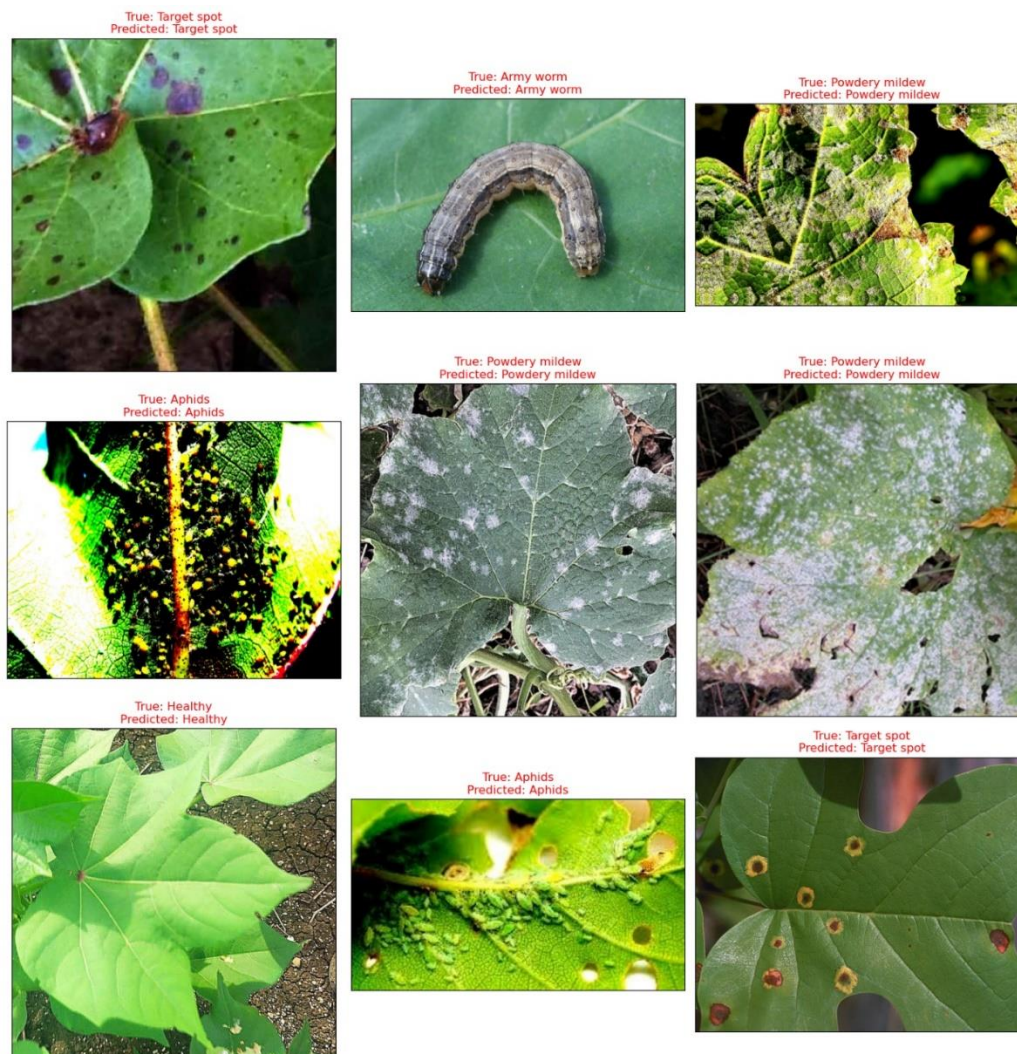 True: Target spot
Predicted: Target spot
True: Army worm
Predicted: Army worm
True: Powdery mildew
Predicted: Powdery mildew
True: Aphids
Predicted: Aphids
True: Powdery mildew
Predicted: Powdery mildew
True: Powdery mildew
Predicted: Powdery mildew
True: Healthy
Predicted: Healthy
True: Aphids
Predicted: Aphids
True: Target spot
Predicted: Target spot